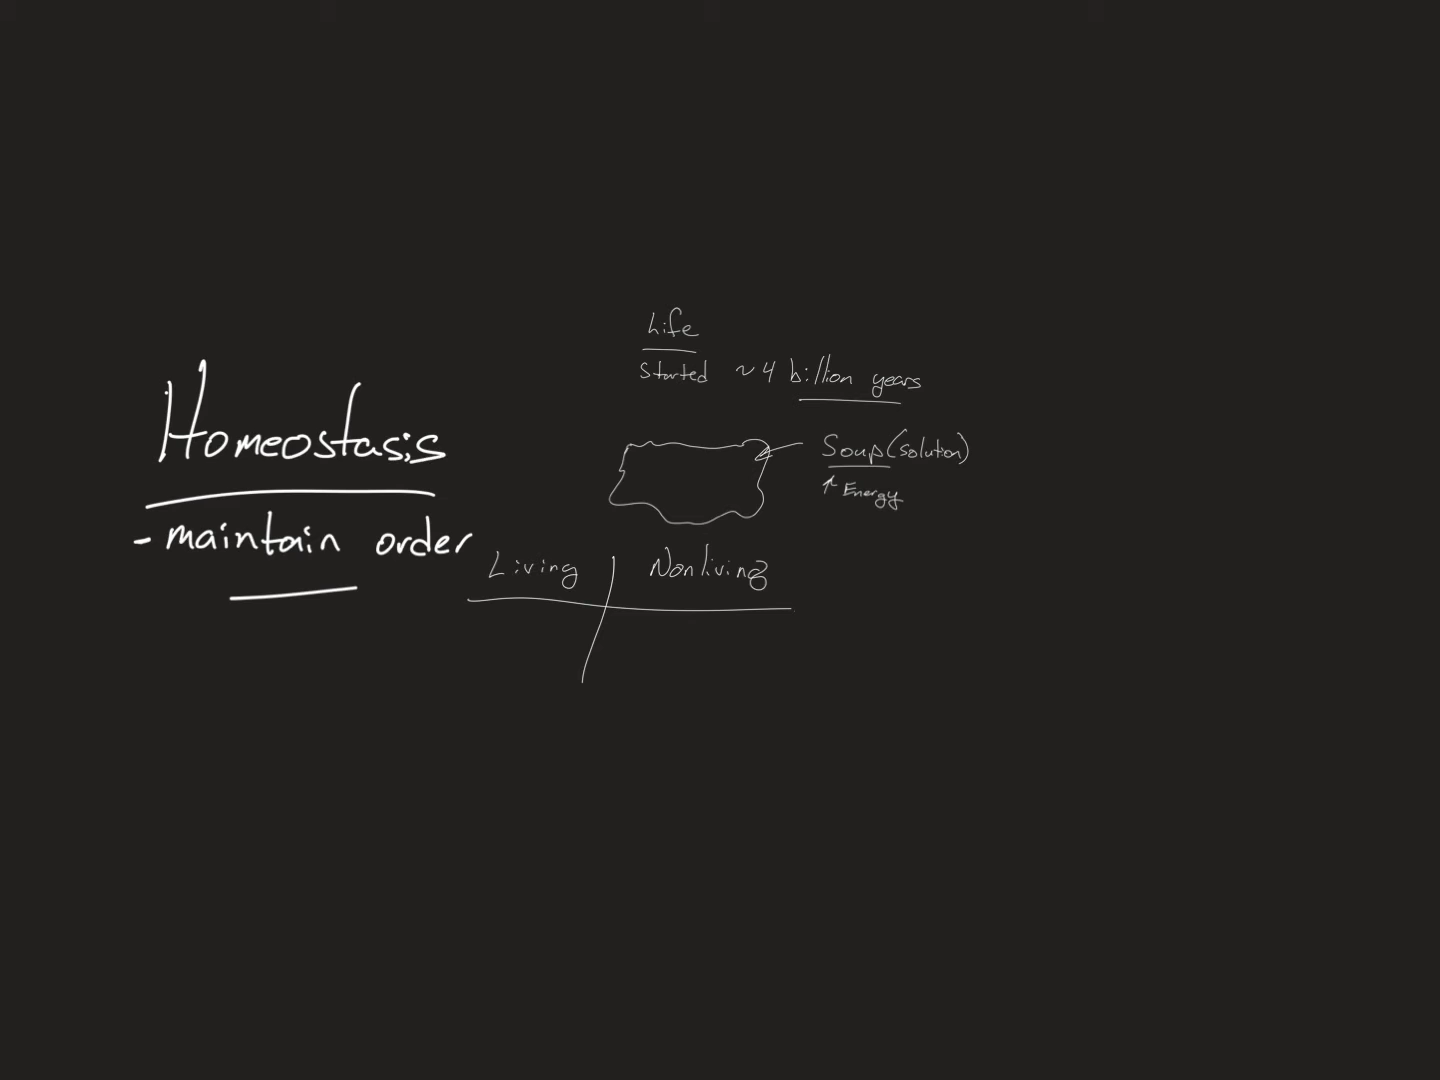 Homeostasis
- maintain order
Life
Started ~4 billion years
Soup (solution)
↑ Energy
Living
Nonliving